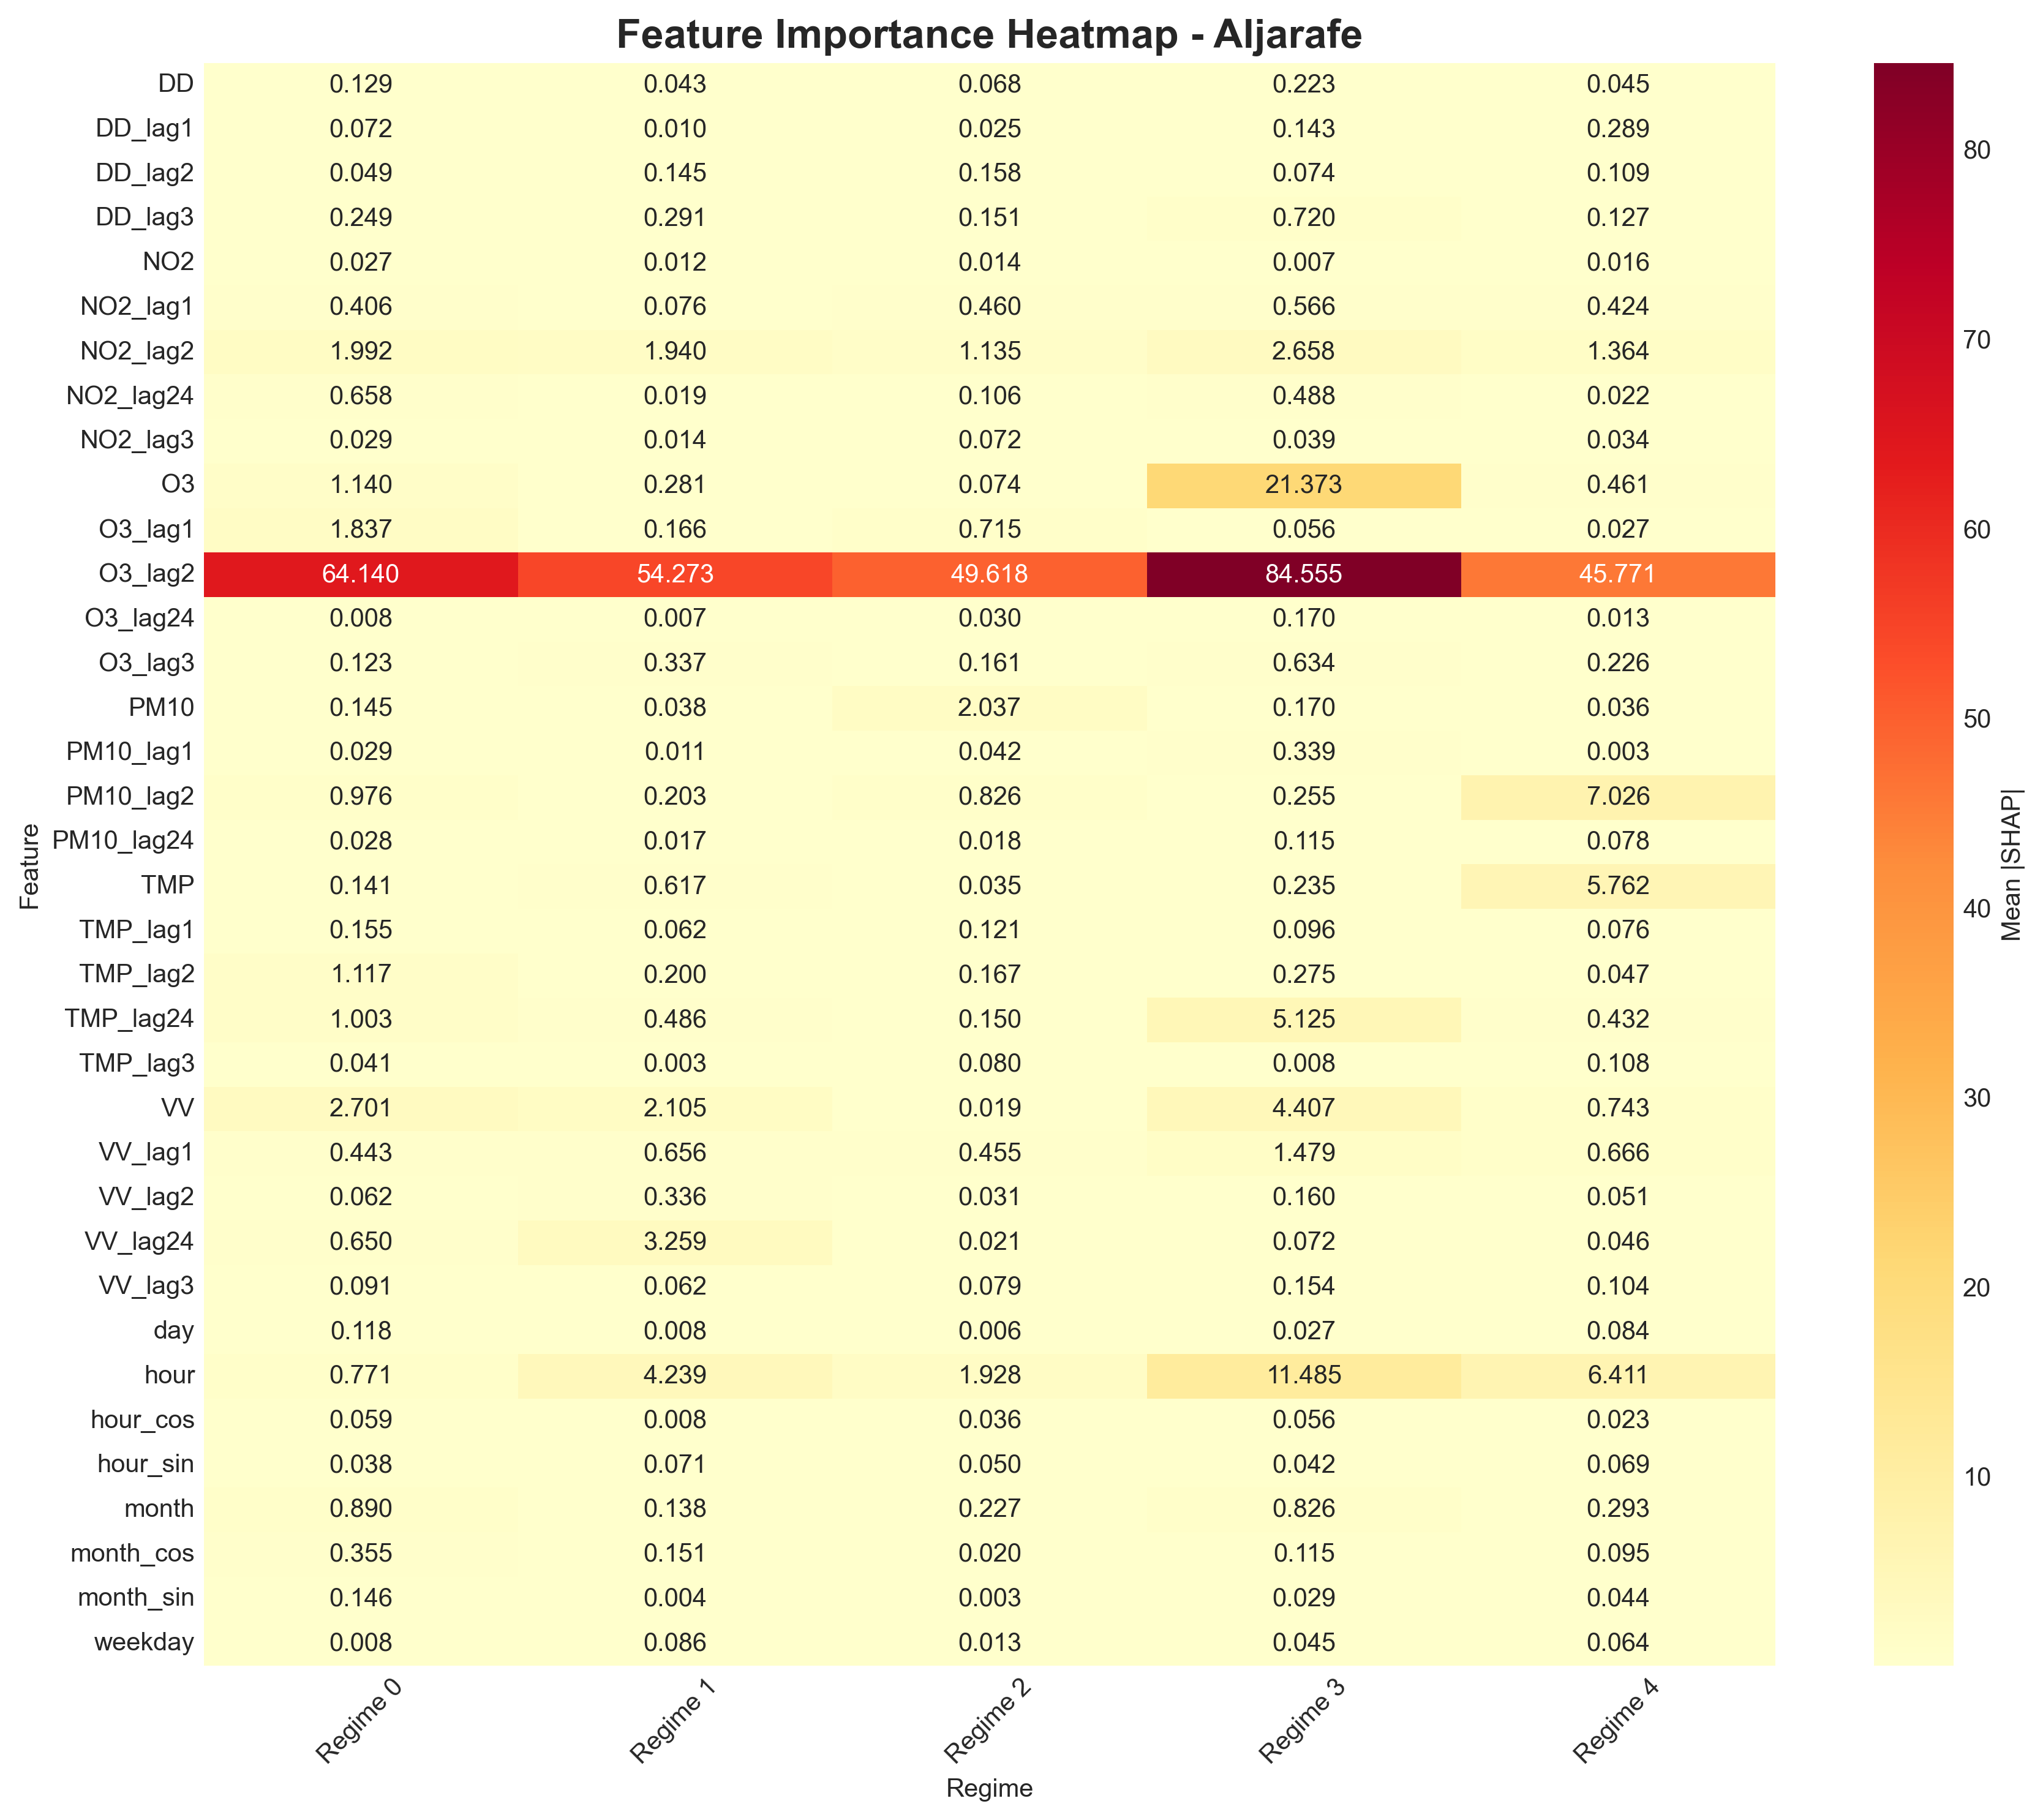 Feature Importance Heatmap - Aljarafe
DD 0.129 0.043 0.068 0.223 0.045
DD_lag1 0.072 0.010 0.025 0.143 0.289
DD_lag2 0.049 0.145 0.158 0.074 0.109
DD_lag3 0.249 0.291 0.151 0.720 0.127
NO2 0.027 0.012 0.014 0.007 0.016
NO2_lag1 0.406 0.076 0.460 0.566 0.424
NO2_lag2 1.992 1.940 1.135 2.658 1.364
NO2_lag24 0.658 0.019 0.106 0.488 0.022
NO2_lag3 0.029 0.014 0.072 0.039 0.034
O3 1.140 0.281 0.074 21.373 0.461
O3_lag1 1.837 0.166 0.715 0.056 0.027
O3_lag2 64.140 54.273 49.618 84.555 45.771
O3_lag24 0.008 0.007 0.030 0.170 0.013
O3_lag3 0.123 0.337 0.161 0.634 0.226
PM10 0.145 0.038 2.037 0.170 0.036
PM10_lag1 0.029 0.011 0.042 0.339 0.003
PM10_lag2 0.976 0.203 0.826 0.255 7.026
PM10_lag24 0.028 0.017 0.018 0.115 0.078
TMP 0.141 0.617 0.035 0.235 5.762
TMP_lag1 0.155 0.062 0.121 0.096 0.076
TMP_lag2 1.117 0.200 0.167 0.275 0.047
TMP_lag24 1.003 0.486 0.150 5.125 0.432
TMP_lag3 0.041 0.003 0.080 0.008 0.108
VV 2.701 2.105 0.019 4.407 0.743
VV_lag1 0.443 0.656 0.455 1.479 0.666
VV_lag2 0.062 0.336 0.031 0.160 0.051
VV_lag24 0.650 3.259 0.021 0.072 0.046
VV_lag3 0.091 0.062 0.079 0.154 0.104
day 0.118 0.008 0.006 0.027 0.084
hour 0.771 4.239 1.928 11.485 6.411
hour_cos 0.059 0.008 0.036 0.056 0.023
hour_sin 0.038 0.071 0.050 0.042 0.069
month 0.890 0.138 0.227 0.826 0.293
month_cos 0.355 0.151 0.020 0.115 0.095
month_sin 0.146 0.004 0.003 0.029 0.044
weekday 0.008 0.086 0.013 0.045 0.064
Feature
Regime 0 Regime 1 Regime 2 Regime 3 Regime 4
Regime
80
70
60
50
40
30
20
10
Mean |SHAP|